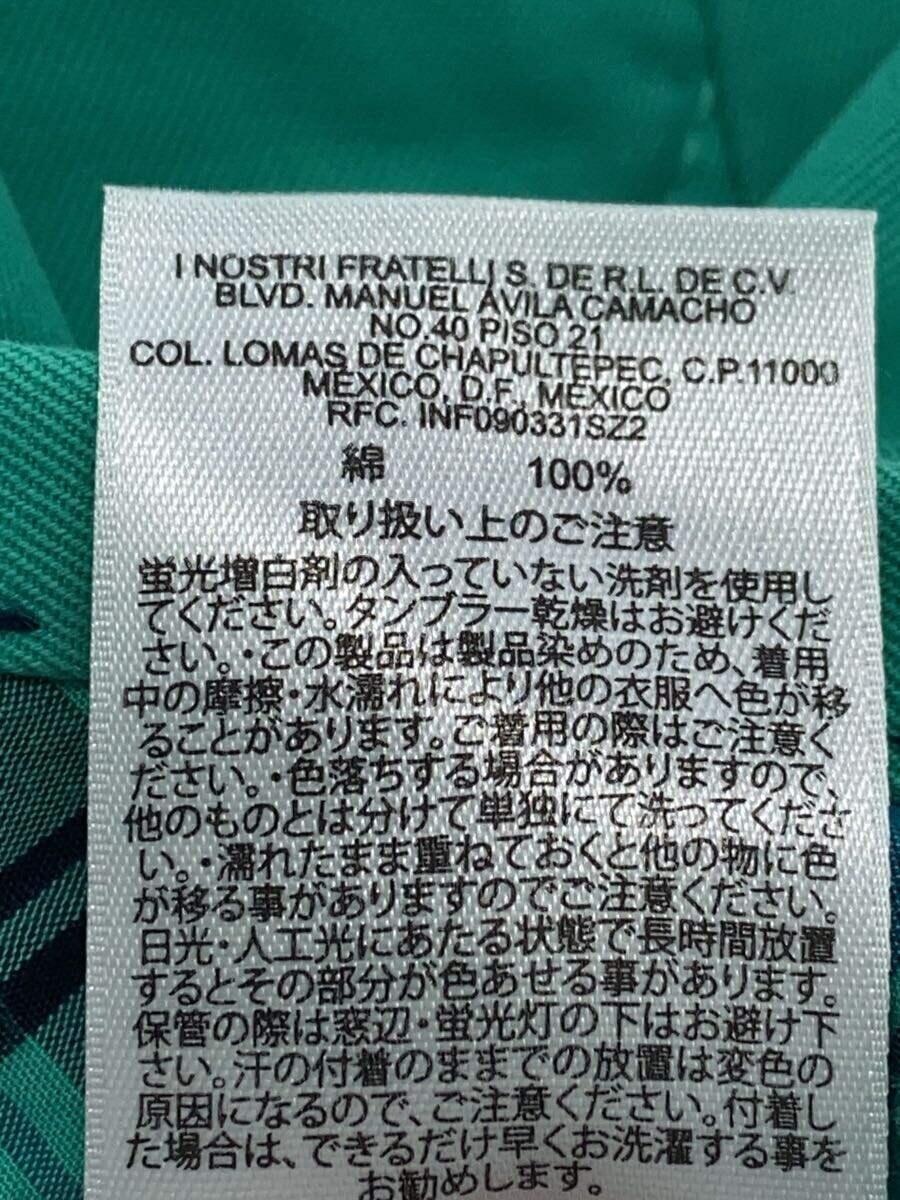 I NOSTRI FRATELLI S. DE R.L. DE C.V.
BLVD. MANUEL ÁVILA CAMACHO
NO.40 PISO 21
COL. LOMAS DE CHAPULTEPEC, C.P.11000
MÉXICO, D.F., MÉXICO
RFC. INF090331SZ2
綿 100%
取り扱い上のご注意
蛍光増白剤の入っていない洗剤を使用し
てください。タンブラー乾燥はお避けくだ
さい。・この製品は製品染めのため、着用
中の摩擦・水濡れにより他の衣服へ色が移
ることがあります。ご着用の際はご注意く
ださい。・色落ちする場合がありますので、
他のものとは分けて単独にて洗ってくださ
い。・濡れたまま重ねておくと他の物に色
が移る事がありますのでご注意ください。
日光・人工光にあたる状態で長時間放置
するとその部分が色あせる事があります。
保管の際は窓辺・蛍光灯の下はお避け下
さい。汗の付着のままでの放置は変色の
原因になるので、ご注意ください。付着し
た場合は、できるだけ早くお洗濯する事を
お勧めします。